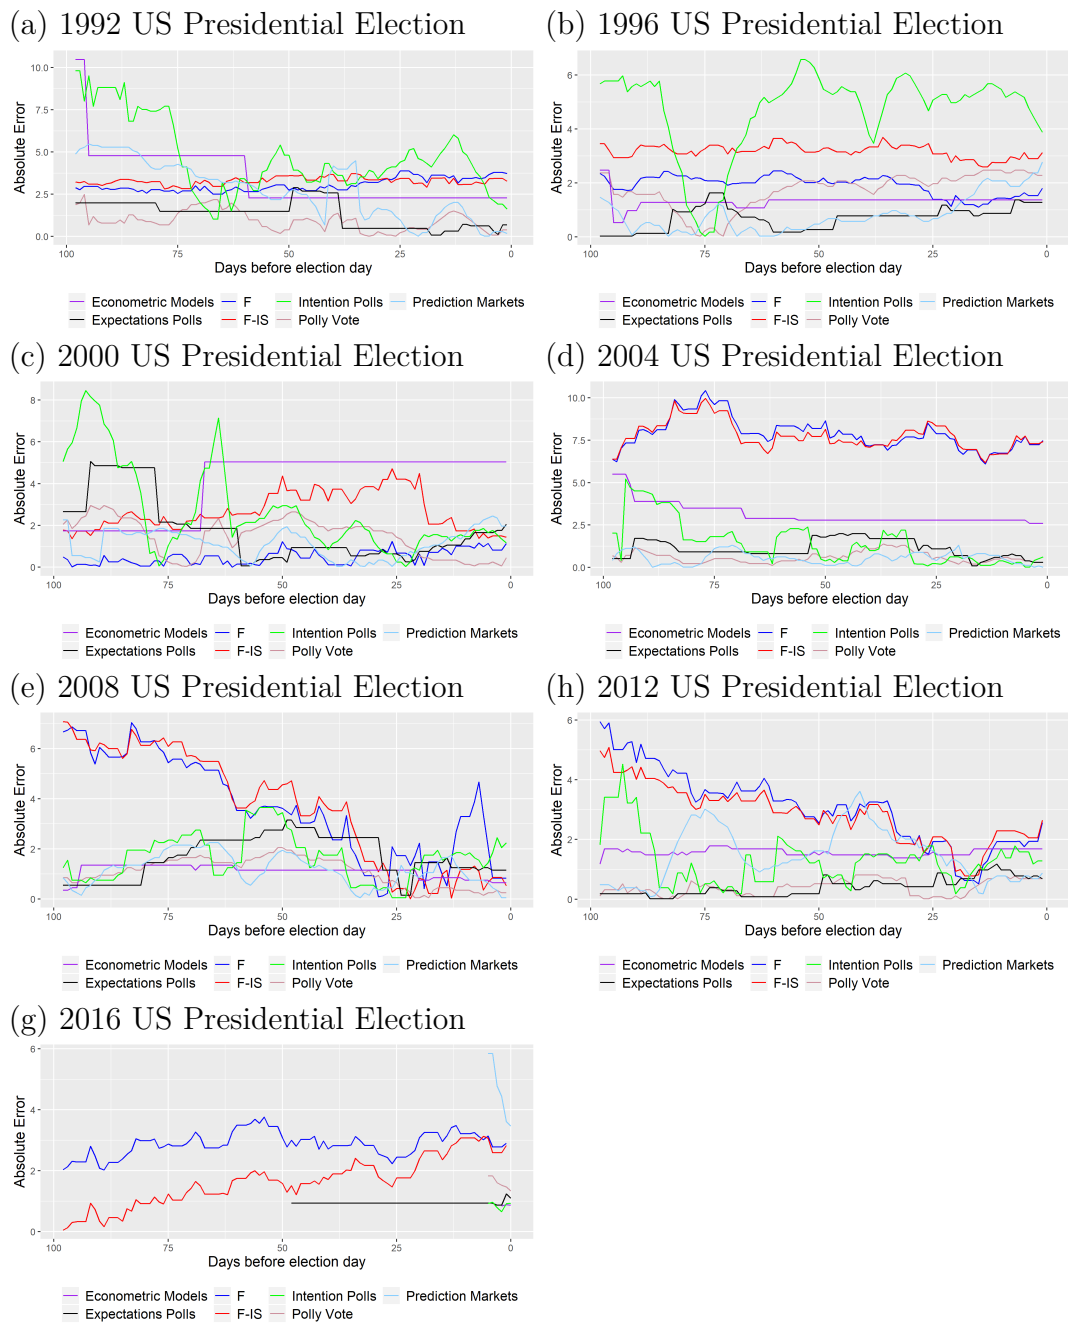 (a) 1992 US Presidential Election
10.0
7.5
5.0
2.5
0.0
Absolute Error
100 75 50 25 0
Days before election day
Econometric Models F Intention Polls Prediction Markets
Expectations Polls F-IS Polly Vote
(b) 1996 US Presidential Election
6
4
2
0
Absolute Error
100 75 50 25 0
Days before election day
Econometric Models F Intention Polls Prediction Markets
Expectations Polls F-IS Polly Vote
(c) 2000 US Presidential Election
8
6
4
2
0
Absolute Error
100 75 50 25 0
Days before election day
Econometric Models F Intention Polls Prediction Markets
Expectations Polls F-IS Polly Vote
(d) 2004 US Presidential Election
10.0
7.5
5.0
2.5
0.0
Absolute Error
100 75 50 25 0
Days before election day
Econometric Models F Intention Polls Prediction Markets
Expectations Polls F-IS Polly Vote
(e) 2008 US Presidential Election
6
4
2
0
Absolute Error
100 75 50 25 0
Days before election day
Econometric Models F Intention Polls Prediction Markets
Expectations Polls F-IS Polly Vote
(h) 2012 US Presidential Election
6
4
2
0
Absolute Error
100 75 50 25 0
Days before election day
Econometric Models F Intention Polls Prediction Markets
Expectations Polls F-IS Polly Vote
(g) 2016 US Presidential Election
6
4
2
0
Absolute Error
100 75 50 25 0
Days before election day
Econometric Models F Intention Polls Prediction Markets
Expectations Polls F-IS Polly Vote